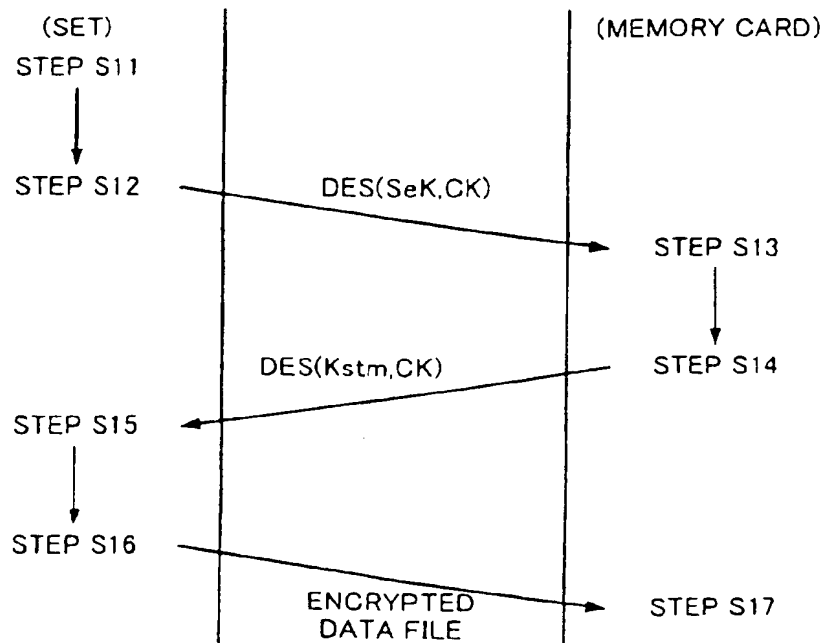 (SET)
(MEMORY CARD)
STEP S11
STEP S12
DES(SeK,CK)
STEP S13
DES(Kstm,CK)
STEP S14
STEP S15
STEP S16
ENCRYPTED
DATA FILE
STEP S17